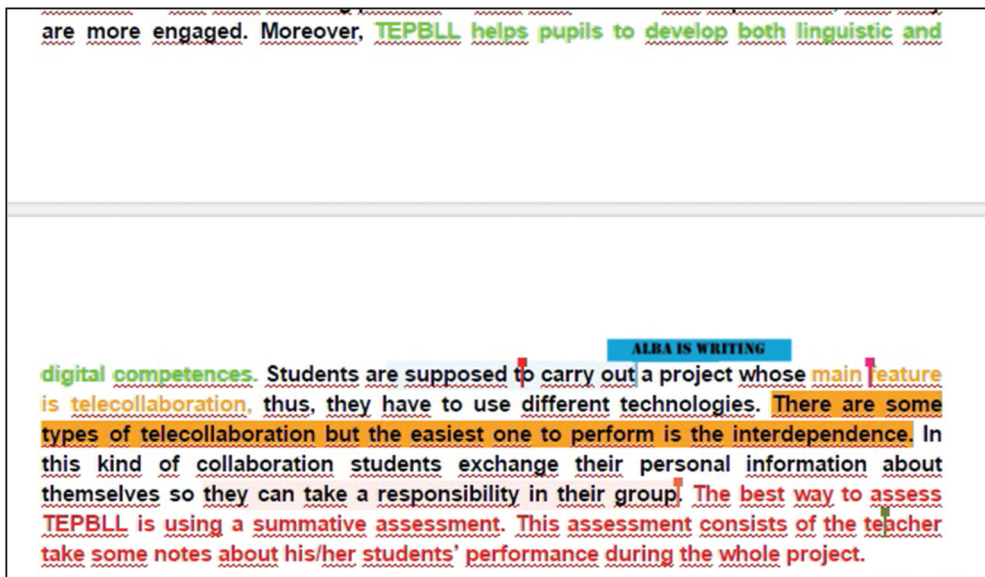 are more engaged. Moreover, TEPBLL helps pupils to develop both linguistic and
ALBA IS WRITING
digital competences. Students are supposed to carry out a project whose main feature
is telecollaboration, thus, they have to use different technologies. There are some
types of telecollaboration but the easiest one to perform is the interdependence. In
this kind of collaboration students exchange their personal information about
themselves so they can take a responsibility in their group. The best way to assess
TEPBLL is using a summative assessment. This assessment consists of the teacher
take some notes about his/her students' performance during the whole project.